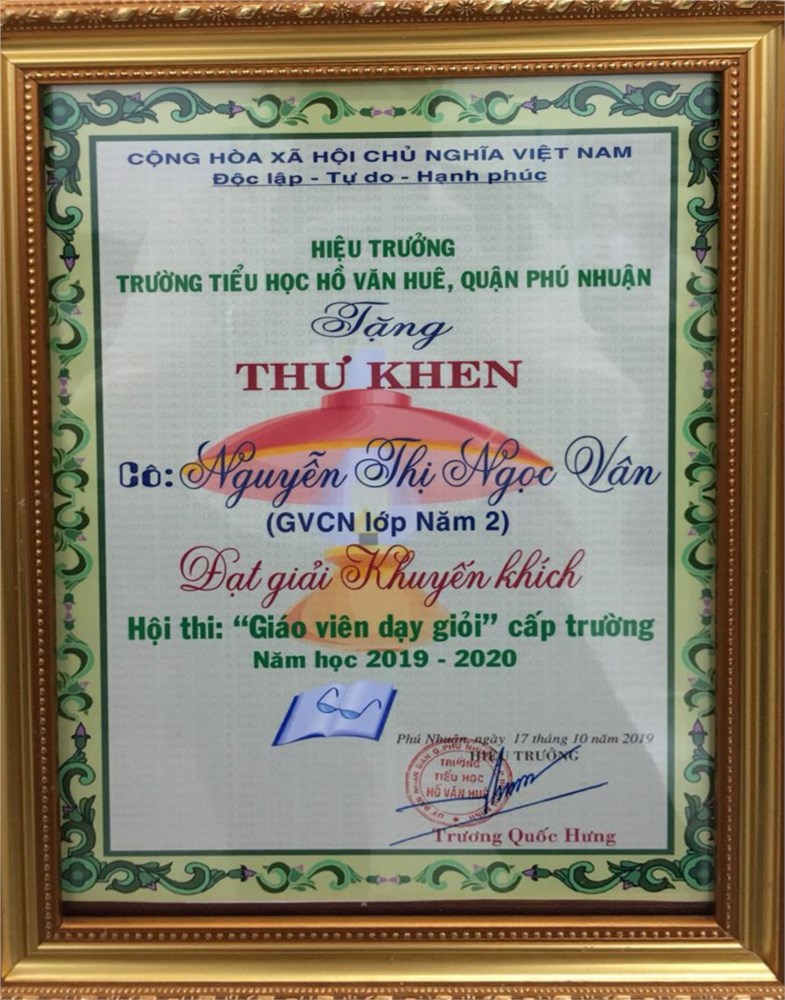 CỘNG HÒA XÃ HỘI CHỦ NGHĨA VIỆT NAM
Độc lập - Tự do - Hạnh phúc
HIỆU TRƯỞNG
TRƯỜNG TIỂU HỌC HỒ VĂN HUÊ, QUẬN PHÚ NHUẬN
Tặng
THƯ KHEN
Cô: Nguyễn Thị Ngọc Vân
(GVCN lớp Năm 2)
Đạt giải Khuyến khích
Hội thi: “Giáo viên dạy giỏi” cấp trường
Năm học 2019 - 2020
Phú Nhuận, ngày 17 tháng 10 năm 2019
HIỆU TRƯỞNG
TRƯỜNG
TIỂU HỌC
HỒ VĂN HUÊ
Trương Quốc Hưng